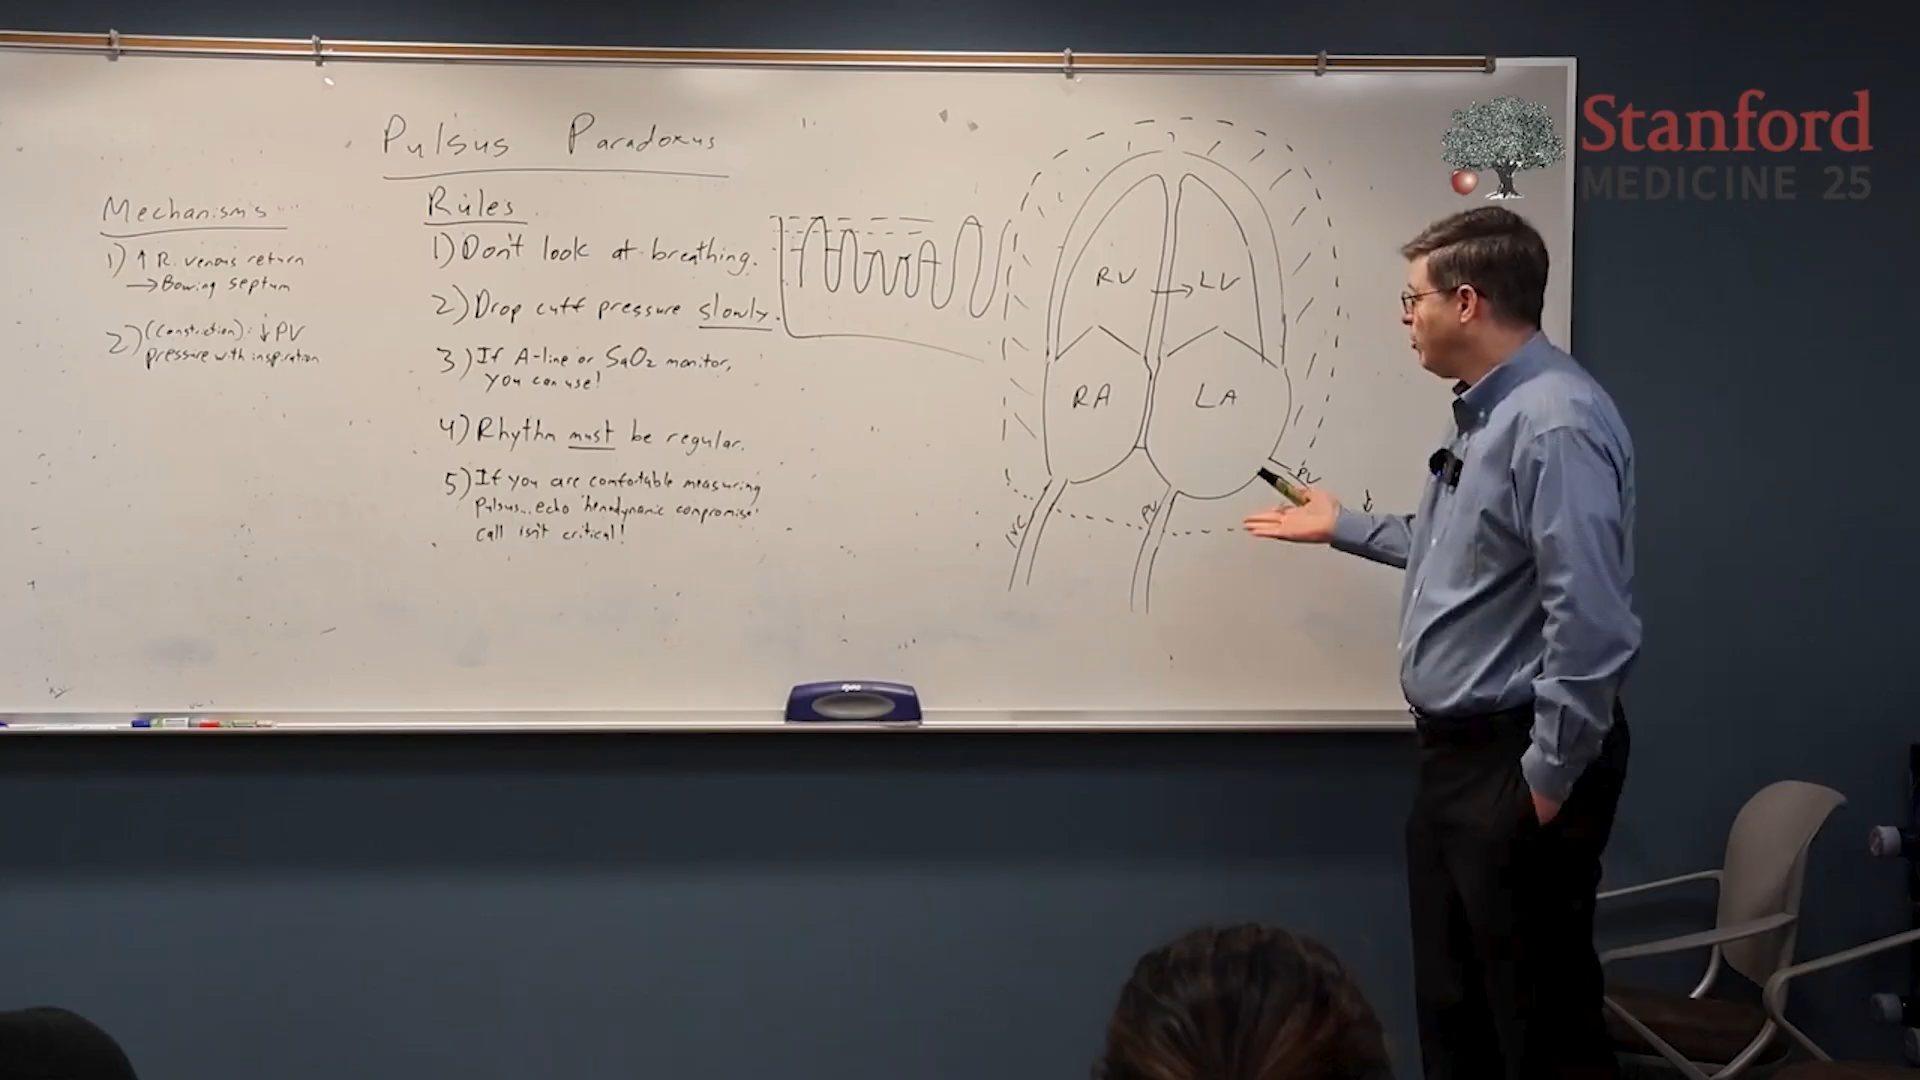 Pulsus Paradoxus
Mechanisms
1) ↑ R. venous return
→ Bowing septum
2) (Constriction): ↓ PV
pressure with inspiration
Rules
1) Don't look at breathing.
2) Drop cuff pressure slowly.
3) If A-line or SaO2 monitor,
you can use!
4) Rhythm must be regular.
5) If you are comfortable measuring
pulsus... echo 'hemodynamic compromise'
call isn't critical!
RV → LV
RA LA
IVC PV PV
Stanford
MEDICINE 25